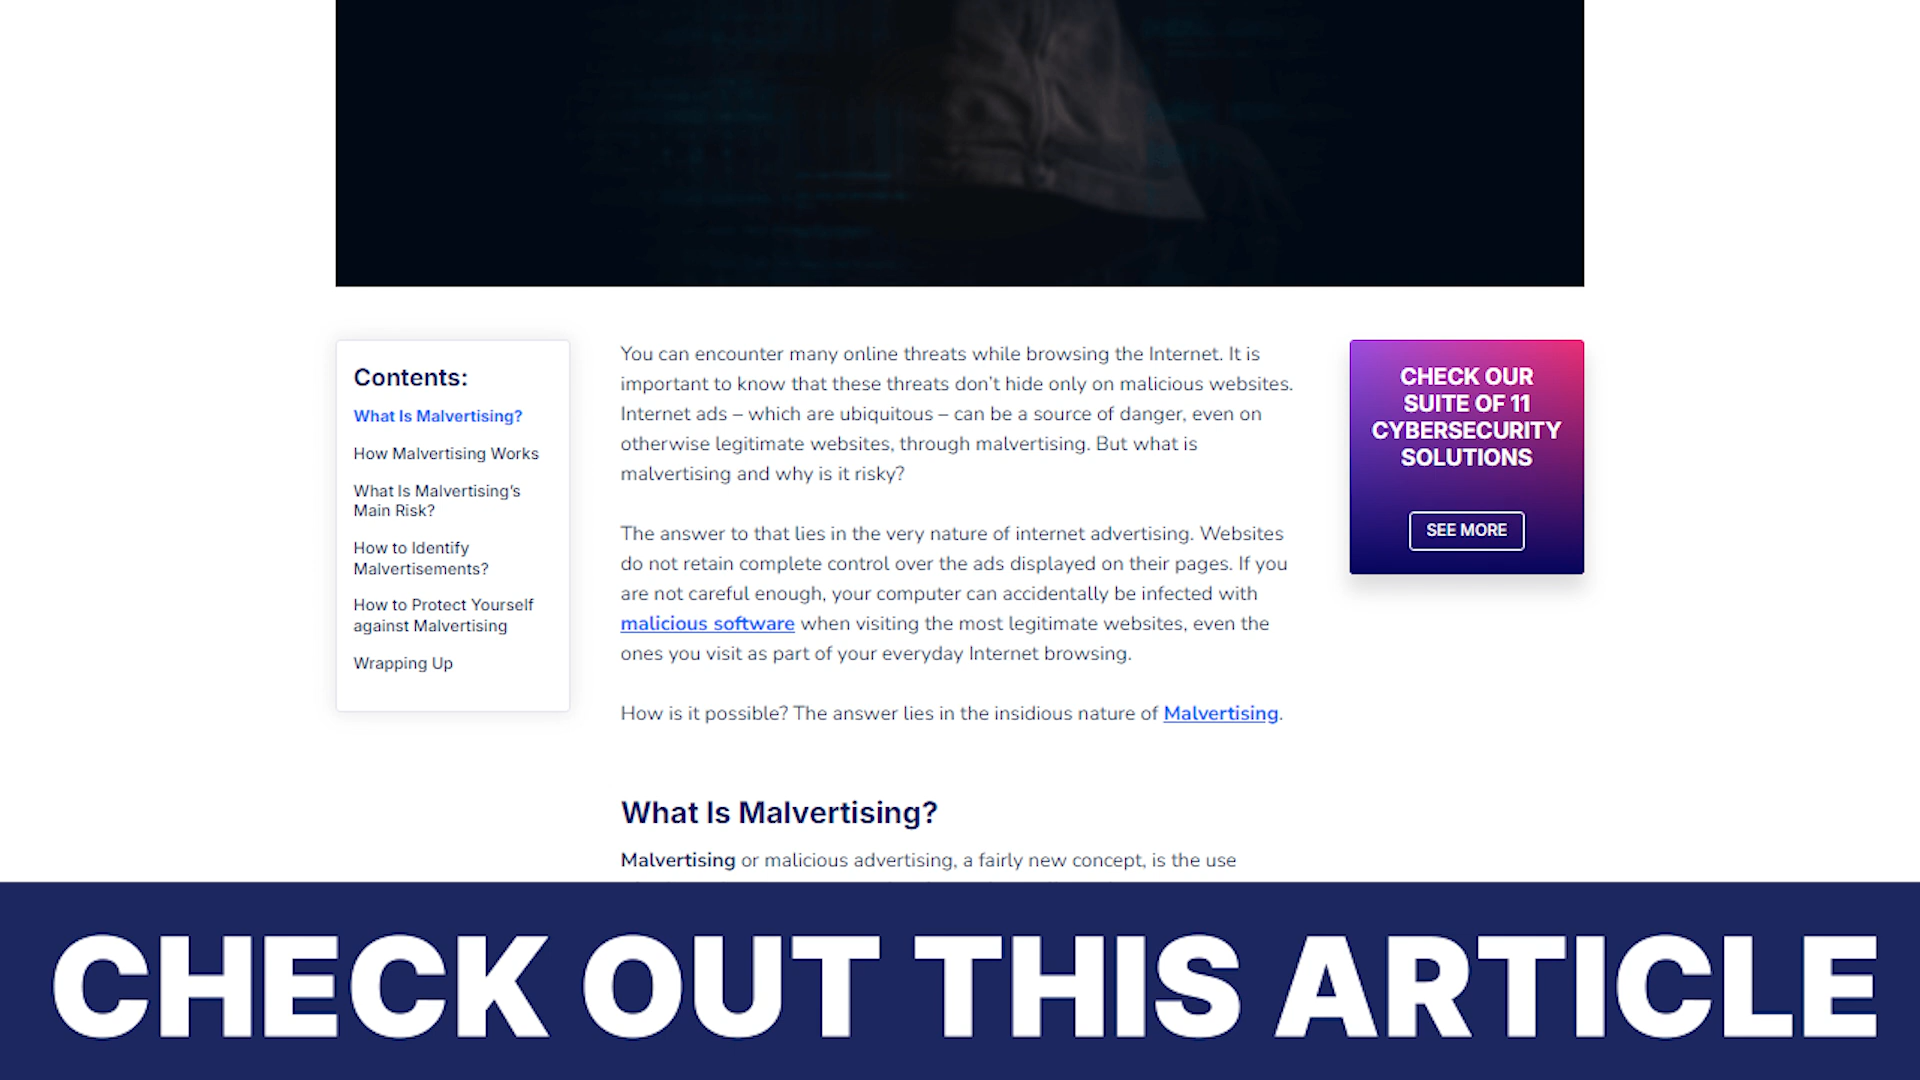 Contents:
What Is Malvertising?
How Malvertising Works
What Is Malvertising's
Main Risk?
How to Identify
Malvertisements?
How to Protect Yourself
against Malvertising
Wrapping Up
You can encounter many online threats while browsing the Internet. It is
important to know that these threats don't hide only on malicious websites.
Internet ads – which are ubiquitous – can be a source of danger, even on
otherwise legitimate websites, through malvertising. But what is
malvertising and why is it risky?
The answer to that lies in the very nature of internet advertising. Websites
do not retain complete control over the ads displayed on their pages. If you
are not careful enough, your computer can accidentally be infected with
malicious software when visiting the most legitimate websites, even the
ones you visit as part of your everyday Internet browsing.
How is it possible? The answer lies in the insidious nature of Malvertising.
What Is Malvertising?
Malvertising or malicious advertising, a fairly new concept, is the use
CHECK OUR
SUITE OF 11
CYBERSECURITY
SOLUTIONS
SEE MORE
CHECK OUT THIS ARTICLE